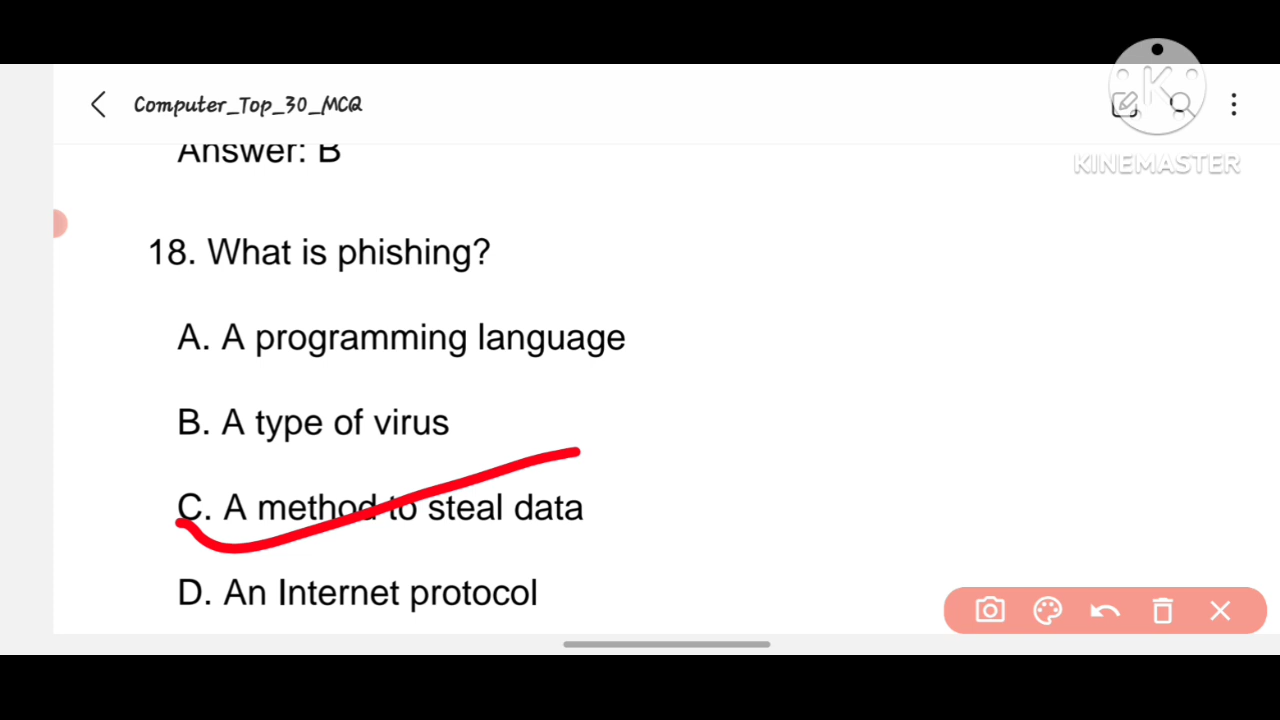 Computer_Top_30_MCQ
KINEMASTER
Answer: B
18. What is phishing?
A. A programming language
B. A type of virus
C. A method to steal data
D. An Internet protocol